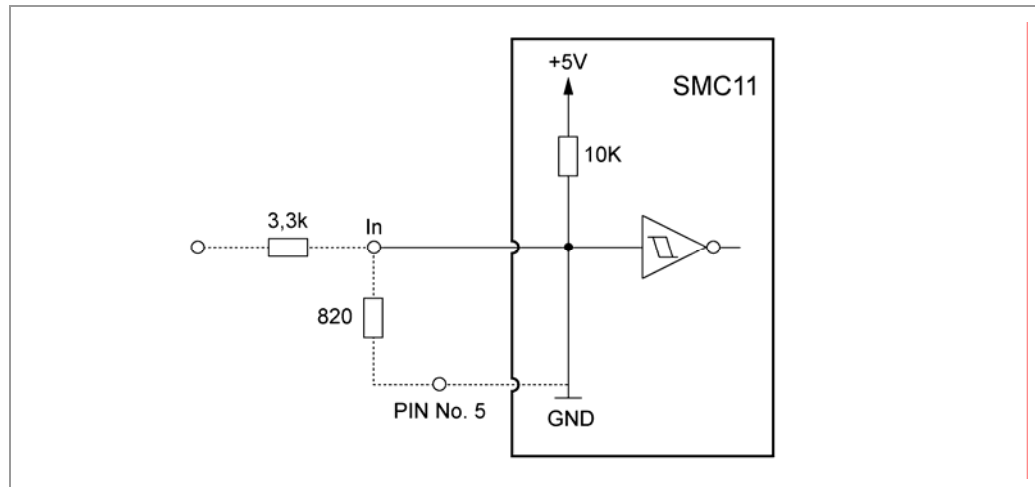 +5V
SMC11
10K
3,3k
In
820
PIN No. 5
GND